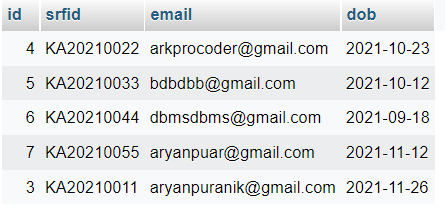 id srfid email dob
4 KA20210022 arkprocoder@gmail.com 2021-10-23
5 KA20210033 bdbdbb@gmail.com 2021-10-12
6 KA20210044 dbmsdbms@gmail.com 2021-09-18
7 KA20210055 aryanpuar@gmail.com 2021-11-12
3 KA20210011 aryanpuranik@gmail.com 2021-11-26